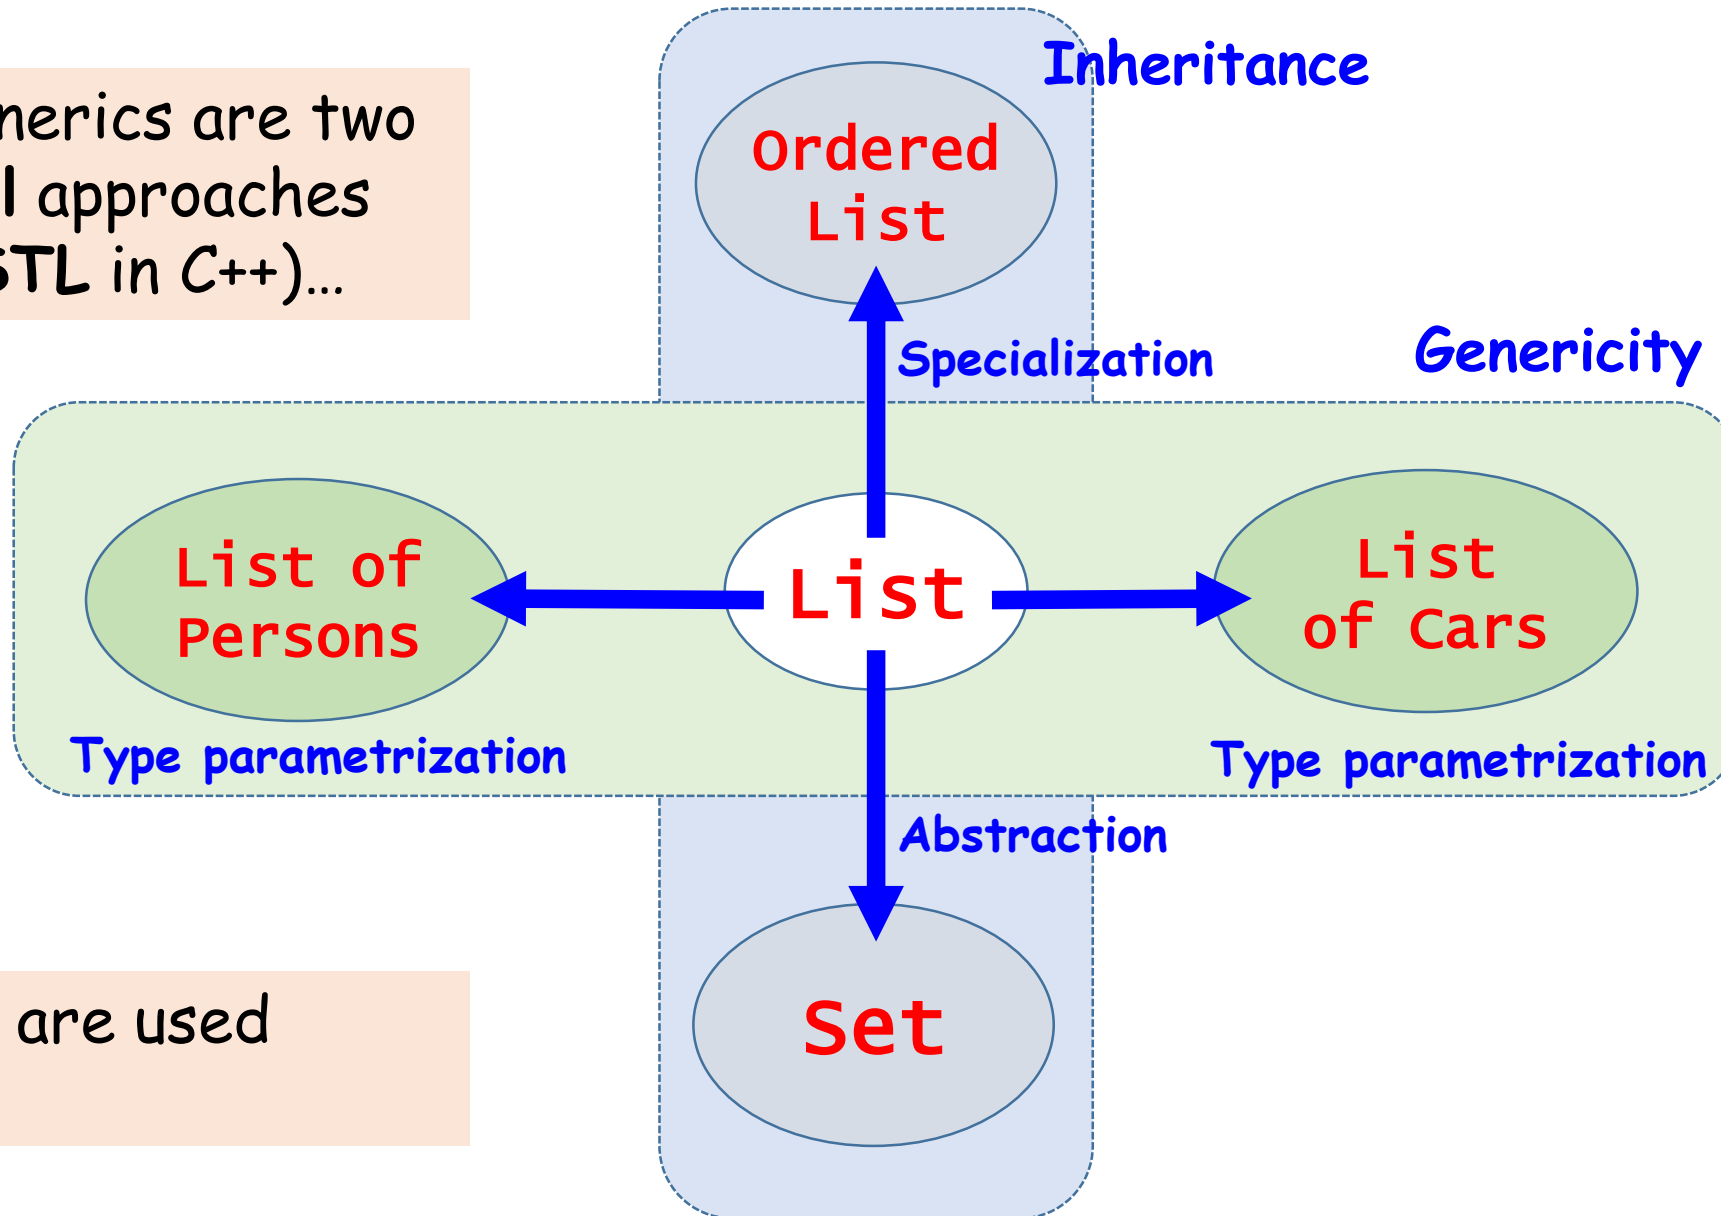 Inheritance
nerics are two
l approaches
STL in C++)…
Ordered
List
Specialization
Genericity
List of
Persons
List
List
of Cars
Type parametrization
Type parametrization
Abstraction
are used
Set